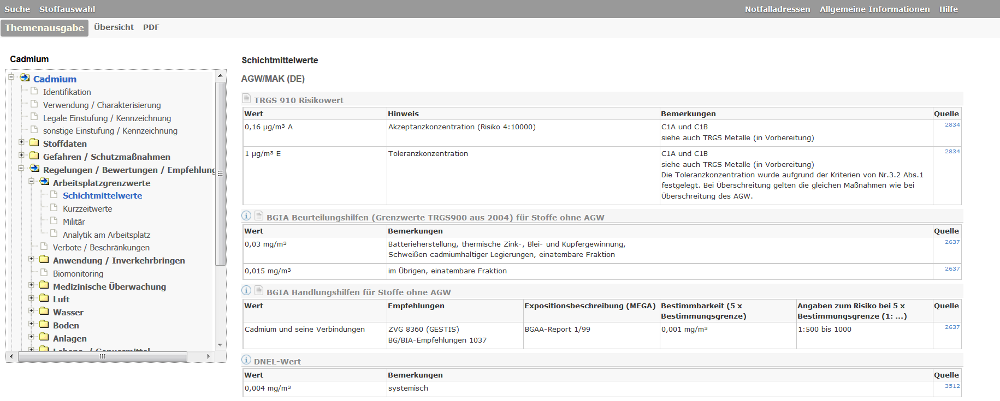 Suche Stoffauswahl Notfalladressen Allgemeine Informationen Hilfe
Themenausgabe Übersicht PDF
Cadmium
Cadmium
Identifikation
Verwendung / Charakterisierung
Legale Einstufung / Kennzeichnung
sonstige Einstufung / Kennzeichnung
Stoffdaten
Gefahren / Schutzmaßnahmen
Regelungen / Bewertungen / Empfehlung
Arbeitsplatzgrenzwerte
Schichtmittelwerte
Kurzzeitwerte
Militär
Analytik am Arbeitsplatz
Verbote / Beschränkungen
Anwendung / Inverkehrbringen
Biomonitoring
Medizinische Überwachung
Luft
Wasser
Boden
Anlagen
Schichtmittelwerte
AGW/MAK (DE)
TRGS 910 Risikowert
Wert Hinweis Bemerkungen Quelle
0,16 µg/m³ A Akzeptanzkonzentration (Risiko 4:10000) C1A und C1B 2834
siehe auch TRGS Metalle (in Vorbereitung)
1 µg/m³ E Toleranzkonzentration C1A und C1B 2834
siehe auch TRGS Metalle (in Vorbereitung)
Die Toleranzkonzentration wurde aufgrund der Kriterien von Nr.3.2 Abs.1
festgelegt. Bei Überschreitung gelten die gleichen Maßnahmen wie bei
Überschreitung des AGW.
BGIA Beurteilungshilfen (Grenzwerte TRGS900 aus 2004) für Stoffe ohne AGW
Wert Bemerkungen Quelle
0,03 mg/m³ Batterieherstellung, thermische Zink-, Blei- und Kupfergewinnung, 2637
Schweißen cadmiumhaltiger Legierungen, einatembare Fraktion
0,015 mg/m³ im Übrigen, einatembare Fraktion 2637
BGIA Handlungshilfen für Stoffe ohne AGW
Wert Empfehlungen Expositionsbeschreibung (MEGA) Bestimmbarkeit (5 x Angaben zum Risiko bei 5 x Quelle
Bestimmungsgrenze) Bestimmungsgrenze (1: ...)
Cadmium und seine Verbindungen ZVG 8360 (GESTIS) BGAA-Report 1/99 0,001 mg/m³ 1:500 bis 1000 2637
BG/BIA-Empfehlungen 1037
DNEL-Wert
Wert Bemerkungen Quelle
0,004 mg/m³ systemisch 3512